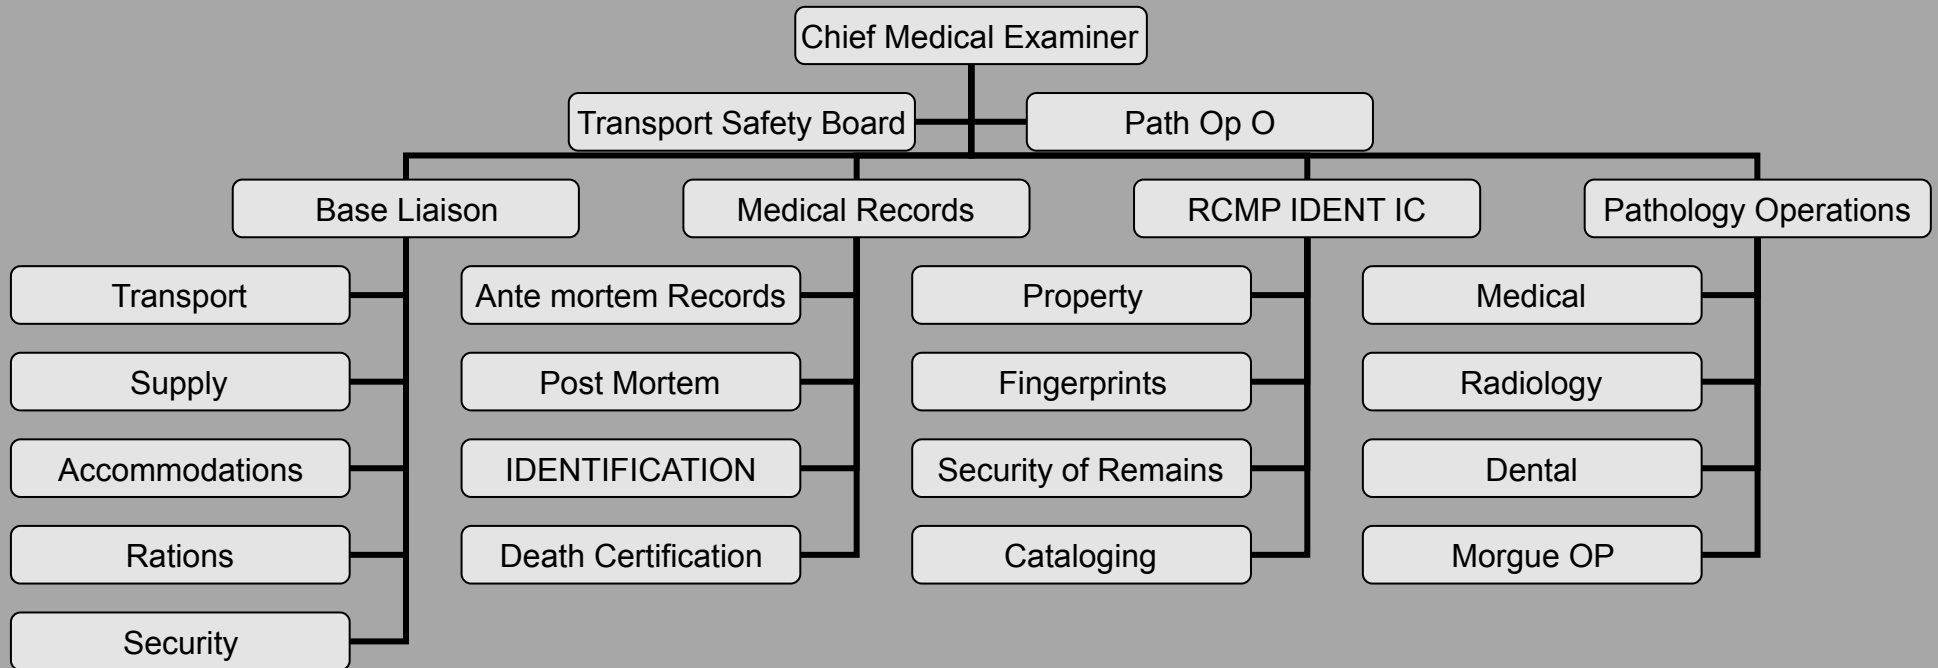 Chief Medical Examiner
Transport Safety Board
Path Op O
Base Liaison
Medical Records
RCMP IDENT IC
Pathology Operations
Transport
Ante mortem Records
Property
Medical
Supply
Post Mortem
Fingerprints
Radiology
Accommodations
IDENTIFICATION
Security of Remains
Dental
Rations
Death Certification
Cataloging
Morgue OP
Security